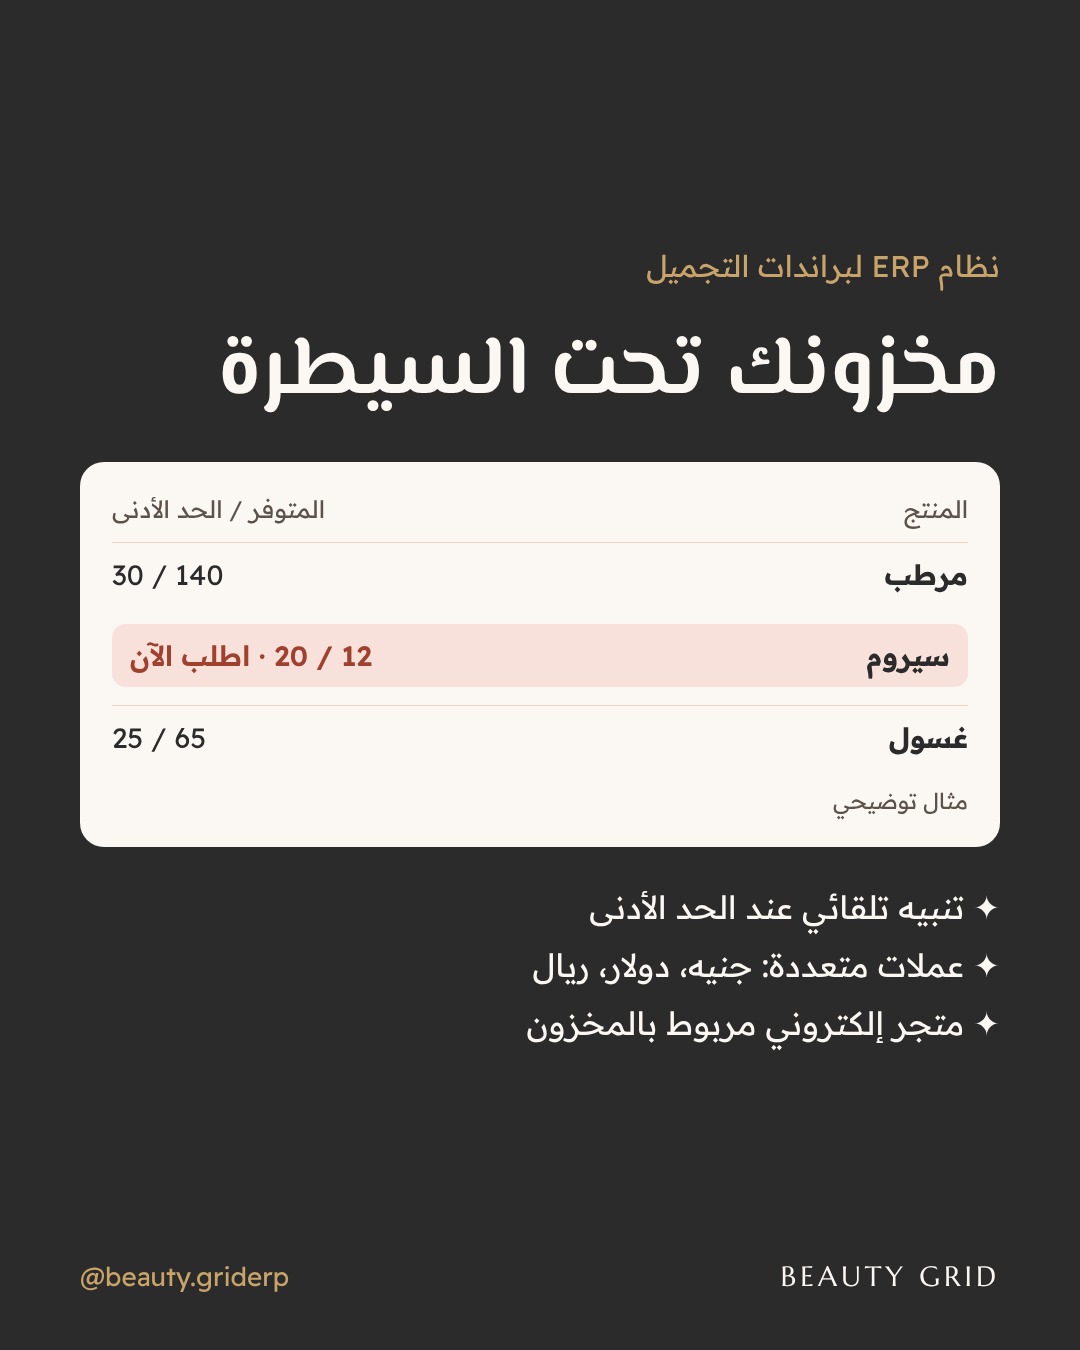 نظام ERP لبراندات التجميل
مخزونك تحت السيطرة
المنتج المتوفر / الحد الأدنى
مرطب 30 / 140
سيروم 20 / 12 · اطلب الآن
غسول 25 / 65
مثال توضيحي
✦ تنبيه تلقائي عند الحد الأدنى
✦ عملات متعددة: جنيه، دولار، ريال
✦ متجر إلكتروني مربوط بالمخزون
BEAUTY GRID @beauty.griderp